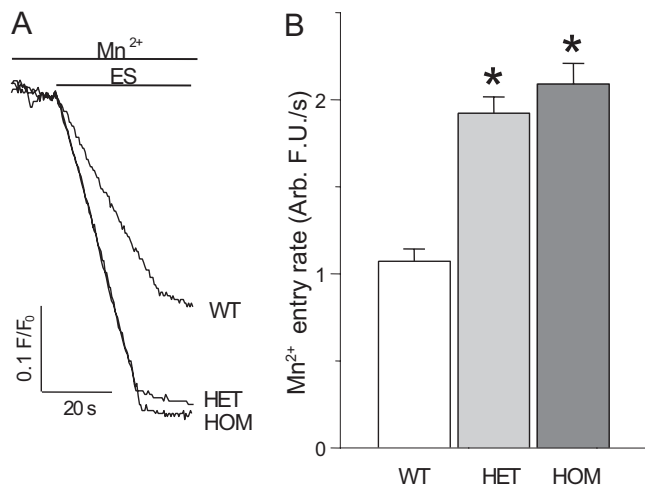 A
Mn²⁺
ES
WT
HET
HOM
0.1 F/F₀
20 s
B
Mn²⁺ entry rate (Arb. F.U./s)
2
1
0
*
*
WT HET HOM